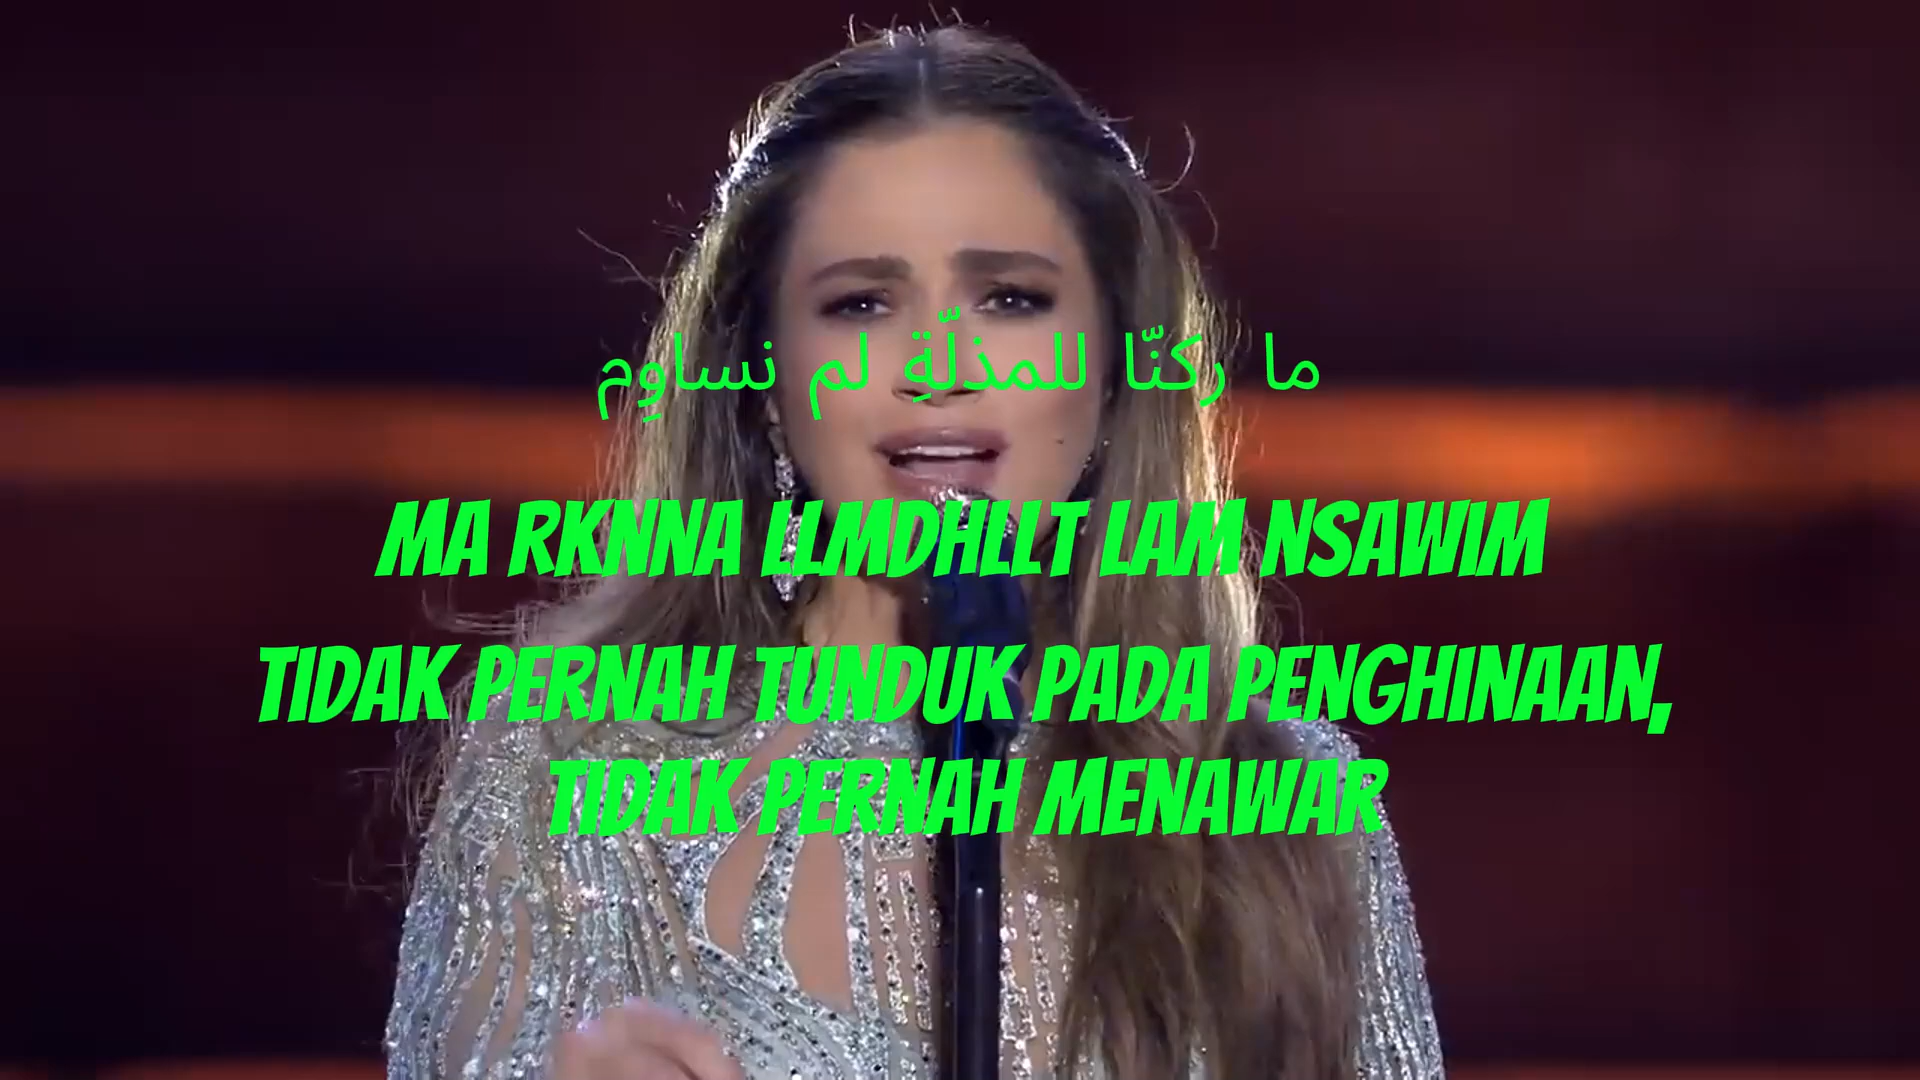 ما ركنّا للمذلّةِ لم نساوِم
MA RKNNA LLMDHLLT LAM NSAWIM
TIDAK PERNAH TUNDUK PADA PENGHINAAN,
TIDAK PERNAH MENAWAR